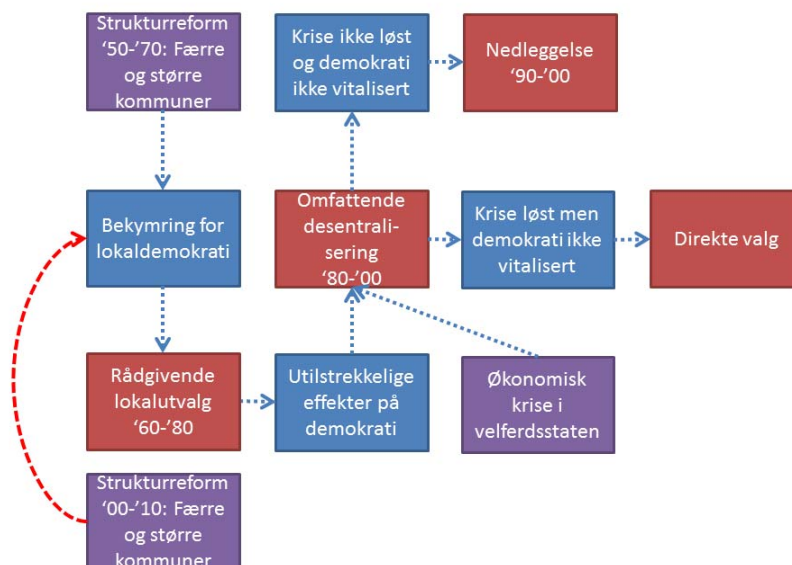 Strukturreform
‘50-’70: Færre
og større
kommuner
Krise ikke løst
og demokrati
ikke vitalisert
Nedleggelse
‘90-’00
Bekymring for
lokaldemokrati
Omfattende
desentrali-
sering
‘80-’00
Krise løst men
demokrati ikke
vitalisert
Direkte valg
Rådgivende
lokalutvalg
‘60-’80
Utilstrekkelige
effekter på
demokrati
Økonomisk
krise i
velferdsstaten
Strukturreform
‘00-’10: Færre
og større
kommuner